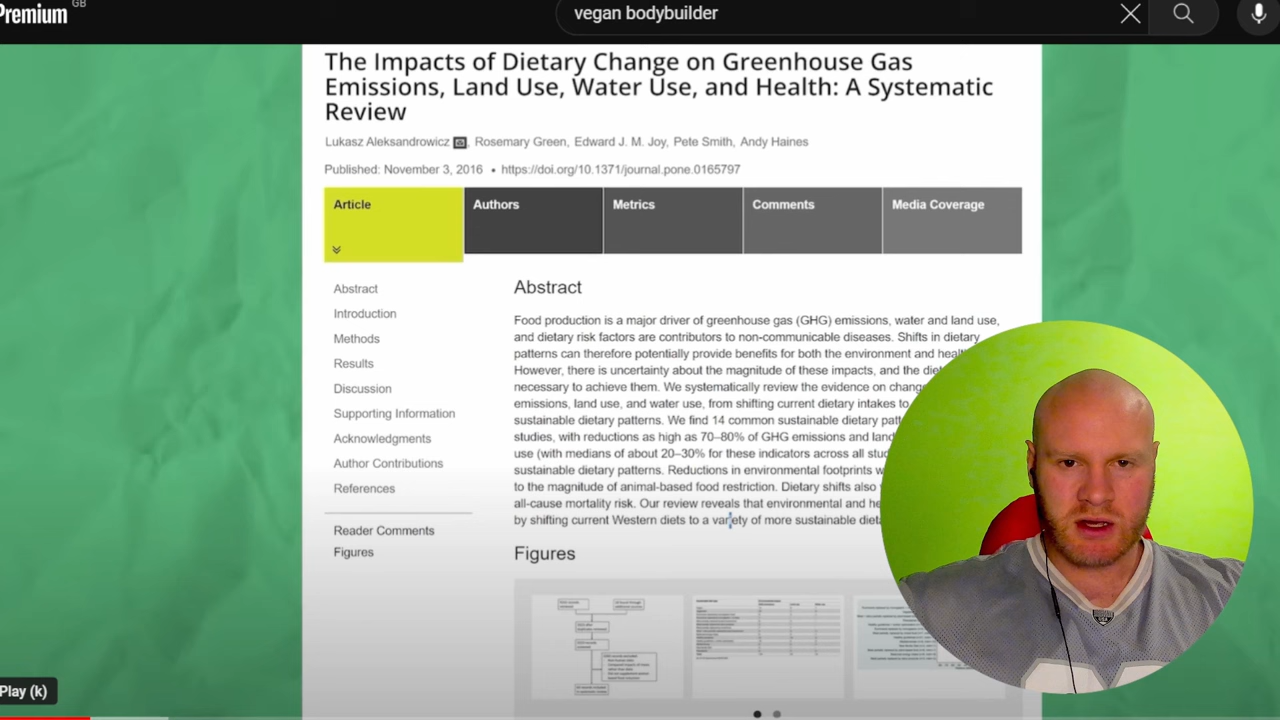 Premium GB
vegan bodybuilder
The Impacts of Dietary Change on Greenhouse Gas
Emissions, Land Use, Water Use, and Health: A Systematic
Review
Lukasz Aleksandrowicz , Rosemary Green, Edward J. M. Joy, Pete Smith, Andy Haines
Published: November 3, 2016 • https://doi.org/10.1371/journal.pone.0165797
Article
Authors
Metrics
Comments
Media Coverage
Abstract
Introduction
Methods
Results
Discussion
Supporting Information
Acknowledgments
Author Contributions
References
Reader Comments
Figures
Abstract
Food production is a major driver of greenhouse gas (GHG) emissions, water and land use,
and dietary risk factors are contributors to non-communicable diseases. Shifts in dietary
patterns can therefore potentially provide benefits for both the environment and
However, there is uncertainty about the magnitude of these impacts, and the
necessary to achieve them. We systematically review the evidence on
emissions, land use, and water use, from shifting current dietary intakes to
sustainable dietary patterns. We find 14 common sustainable dietary
studies, with reductions as high as 70–80% of GHG emissions and
use (with medians of about 20–30% for these indicators across all
sustainable dietary patterns. Reductions in environmental footprints
to the magnitude of animal-based food restriction. Dietary shifts also
all-cause mortality risk. Our review reveals that environmental and
by shifting current Western diets to a variety of more sustainable
Figures
Play (k)